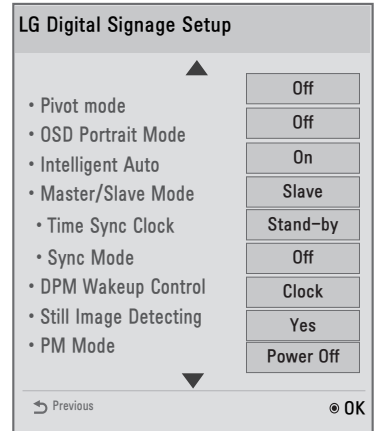 LG Digital Signage Setup
• Pivot mode Off
• OSD Portrait Mode Off
• Intelligent Auto On
• Master/Slave Mode Slave
• Time Sync Clock Stand-by
• Sync Mode Off
• DPM Wakeup Control Clock
• Still Image Detecting Yes
• PM Mode Power Off
Previous OK